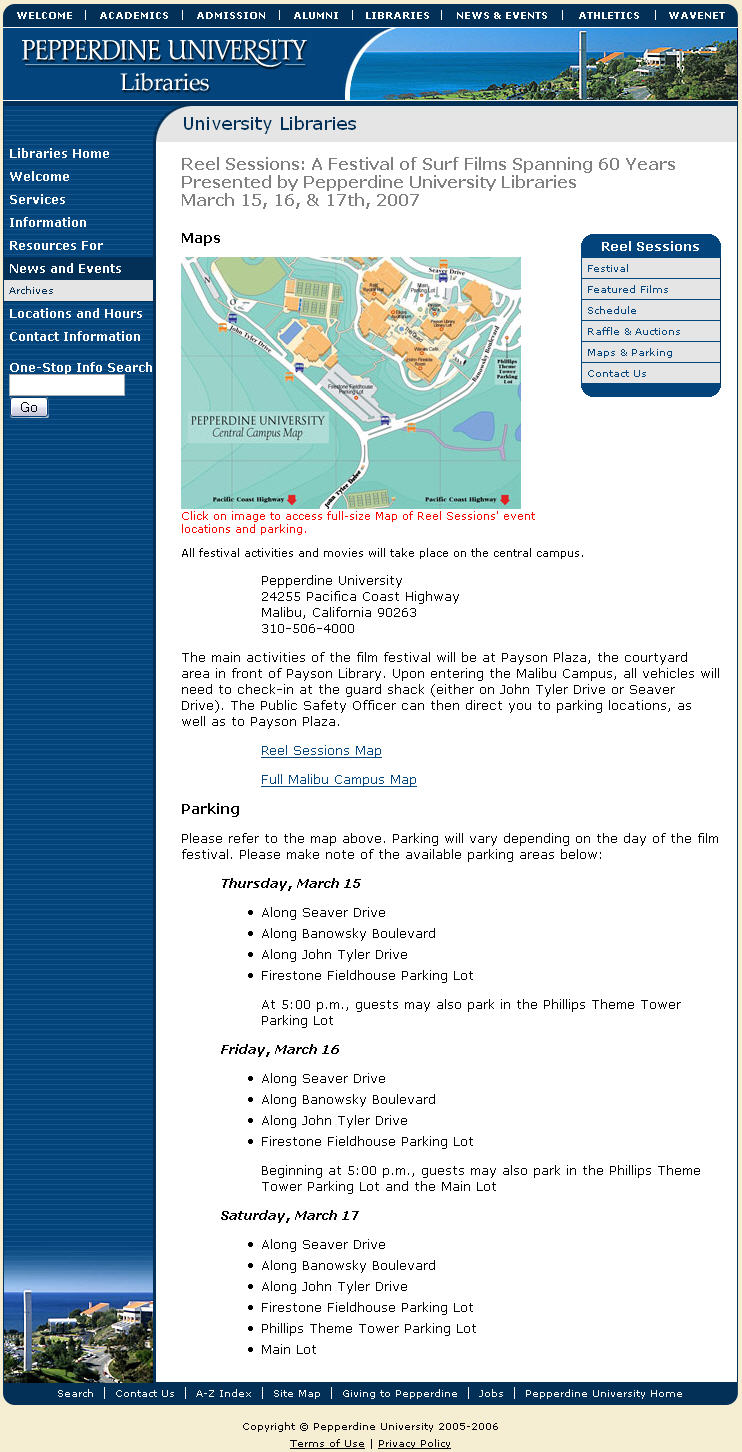 WELCOME | ACADEMICS | ADMISSION | ALUMNI | LIBRARIES | NEWS & EVENTS | ATHLETICS | WAVENET
PEPPERDINE UNIVERSITY
Libraries
University Libraries
Libraries Home
Welcome
Services
Information
Resources For
News and Events
Archives
Locations and Hours
Contact Information
One-Stop Info Search
Go
Reel Sessions: A Festival of Surf Films Spanning 60 Years
Presented by Pepperdine University Libraries
March 15, 16, & 17th, 2007
Reel Sessions
Festival
Featured Films
Schedule
Raffle & Auctions
Maps & Parking
Contact Us
Maps
Seaver Drive
John Tyler Drive
Banowsky Boulevard
Phillips
Theme
Tower
Parking
Lot
Firestone Fieldhouse
Parking Lot
PEPPERDINE UNIVERSITY
Central Campus Map
John Tyler Drive
Pacific Coast Highway
Pacific Coast Highway
Click on image to access full-size Map of Reel Sessions' event
locations and parking.
All festival activities and movies will take place on the central campus.
Pepperdine University
24255 Pacifica Coast Highway
Malibu, California 90263
310-506-4000
The main activities of the film festival will be at Payson Plaza, the courtyard
area in front of Payson Library. Upon entering the Malibu Campus, all vehicles will
need to check-in at the guard shack (either on John Tyler Drive or Seaver
Drive). The Public Safety Officer can then direct you to parking locations, as
well as to Payson Plaza.
Reel Sessions Map
Full Malibu Campus Map
Parking
Please refer to the map above. Parking will vary depending on the day of the film
festival. Please make note of the available parking areas below:
Thursday, March 15
• Along Seaver Drive
• Along Banowsky Boulevard
• Along John Tyler Drive
• Firestone Fieldhouse Parking Lot
At 5:00 p.m., guests may also park in the Phillips Theme Tower
Parking Lot
Friday, March 16
• Along Seaver Drive
• Along Banowsky Boulevard
• Along John Tyler Drive
• Firestone Fieldhouse Parking Lot
Beginning at 5:00 p.m., guests may also park in the Phillips Theme
Tower Parking Lot and the Main Lot
Saturday, March 17
• Along Seaver Drive
• Along Banowsky Boulevard
• Along John Tyler Drive
• Firestone Fieldhouse Parking Lot
• Phillips Theme Tower Parking Lot
• Main Lot
Search | Contact Us | A-Z Index | Site Map | Giving to Pepperdine | Jobs | Pepperdine University Home
Copyright © Pepperdine University 2005-2006
Terms of Use | Privacy Policy